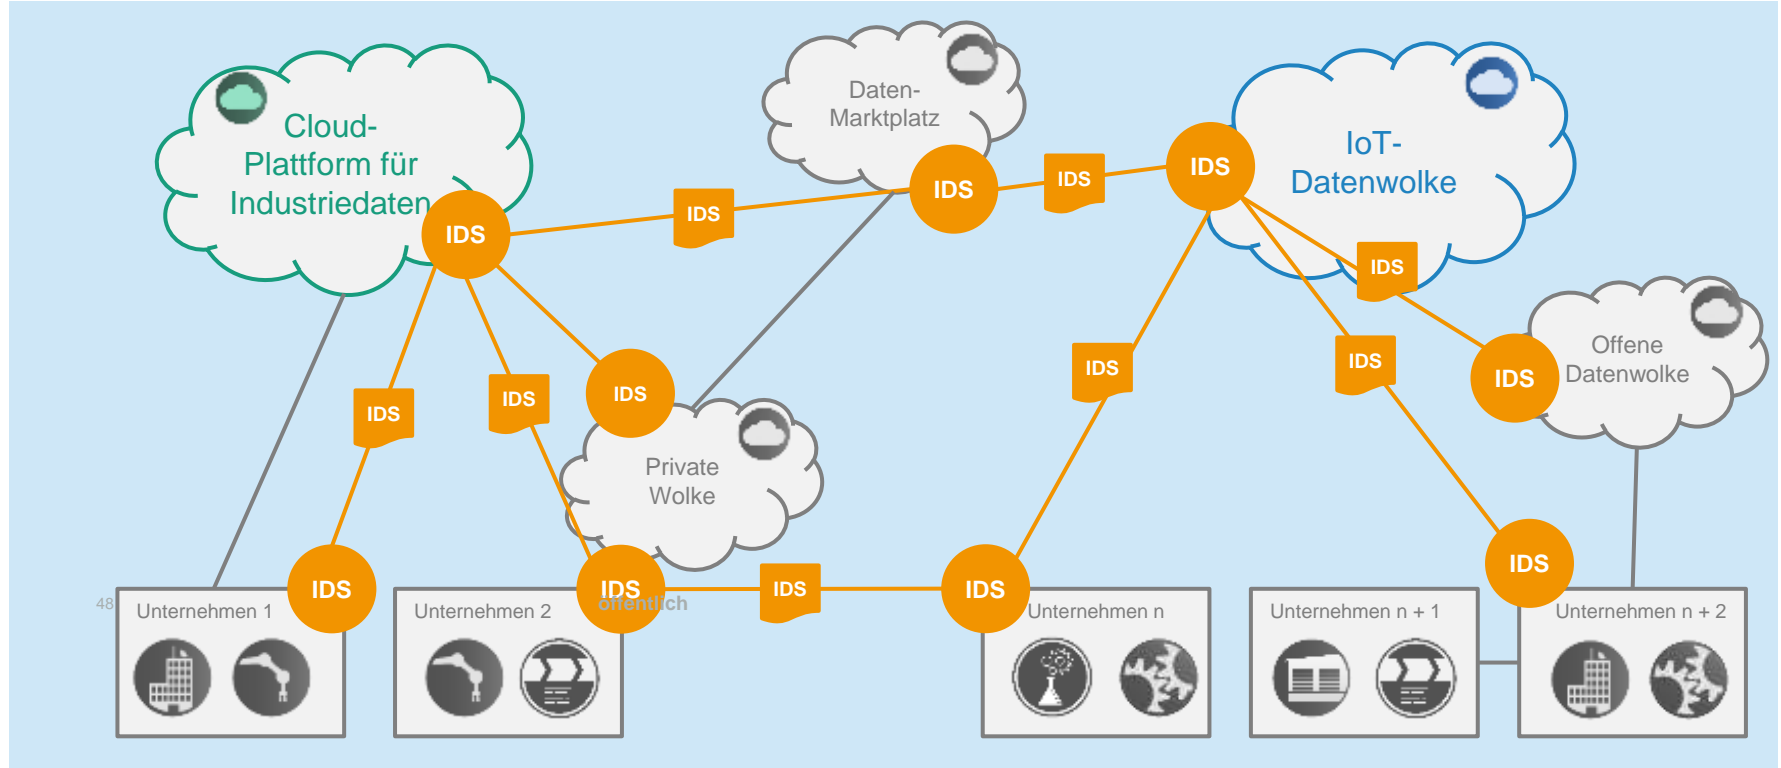 Daten-
Marktplatz
Cloud-
Plattform für
Industriedaten
IoT-
Datenwolke
IDS
IDS
IDS
IDS
IDS
IDS
IDS
Offene
Datenwolke
IDS
IDS
IDS
IDS
IDS
IDS
IDS
Private
Wolke
IDS
IDS
IDS
IDS
IDS
48
öffentlich
Unternehmen 1
Unternehmen 2
Unternehmen n
Unternehmen n + 1
Unternehmen n + 2